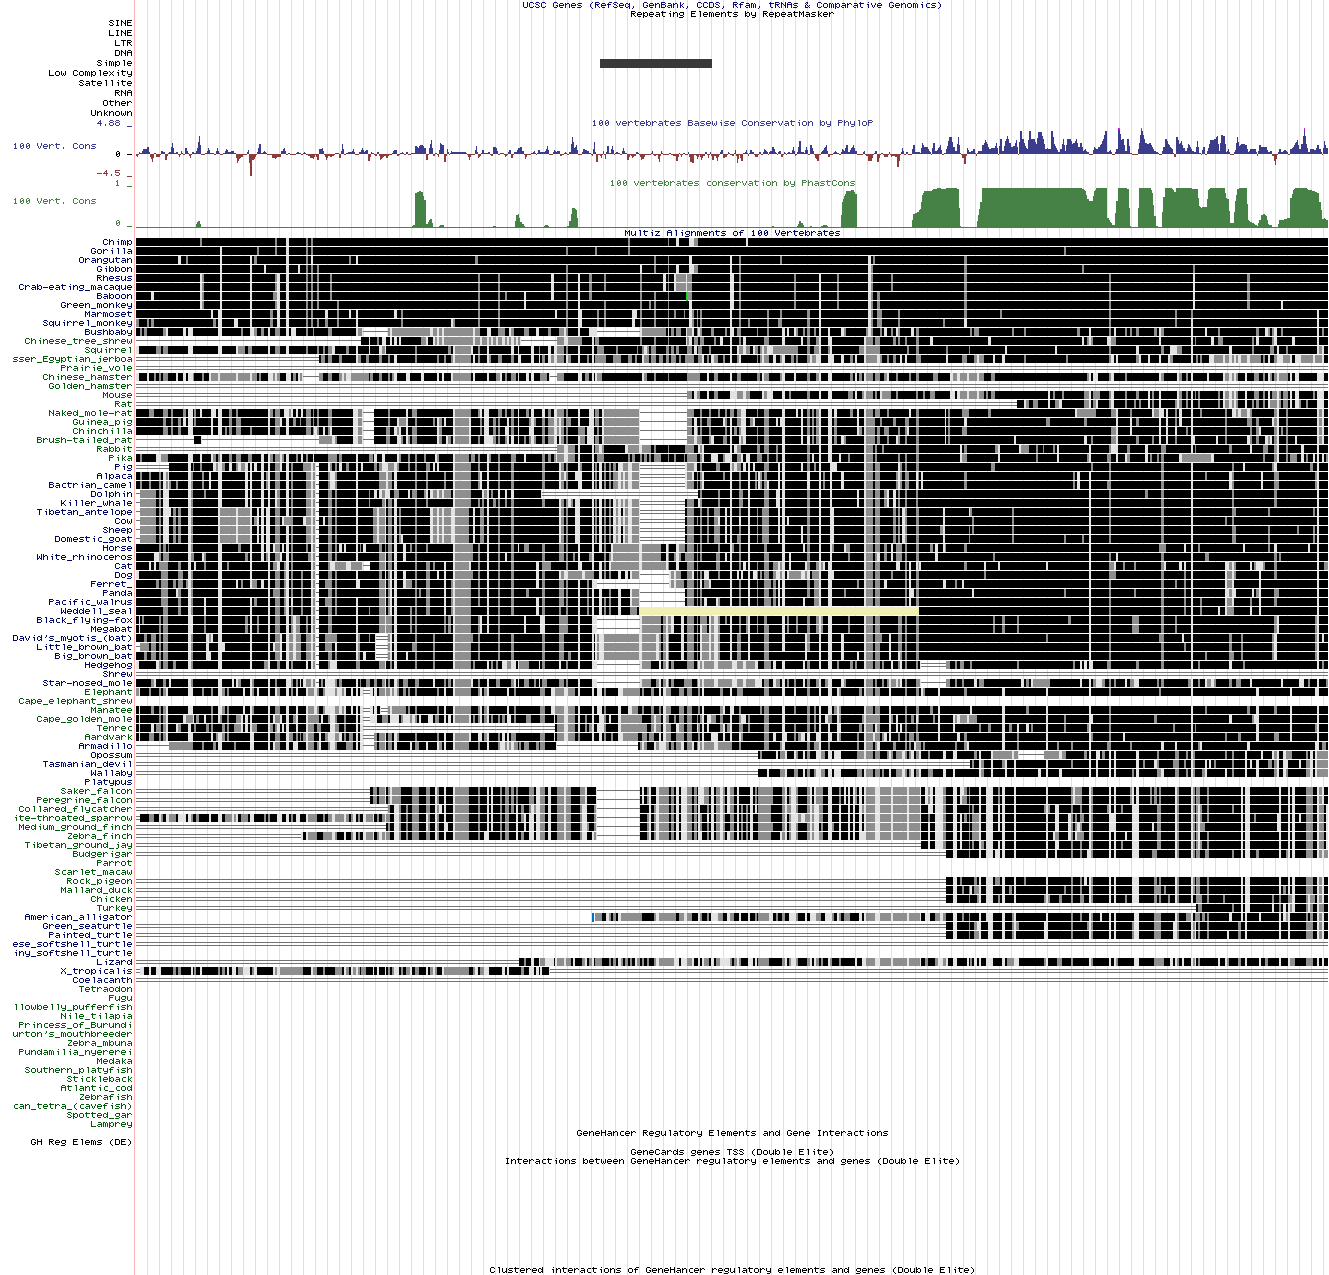 UCSC Genes (RefSeq, GenBank, CCDS, Rfam, tRNAs & Comparative Genomics)
Repeating Elements by RepeatMasker
SINE
LINE
LTR
DNA
Simple
Low Complexity
Satellite
RNA
Other
Unknown
100 vertebrates Basewise Conservation by PhyloP
4.88 _
100 Vert. Cons
0 _
-4.5 _
100 vertebrates conservation by PhastCons
1 _
100 Vert. Cons
0 _
Multiz Alignments of 100 Vertebrates
Chimp
Gorilla
Orangutan
Gibbon
Rhesus
Crab-eating_macaque
Baboon
Green_monkey
Marmoset
Squirrel_monkey
Bushbaby
Chinese_tree_shrew
Squirrel
sser_Egyptian_jerboa
Prairie_vole
Chinese_hamster
Golden_hamster
Mouse
Rat
Naked_mole-rat
Guinea_pig
Chinchilla
Brush-tailed_rat
Rabbit
Pika
Pig
Alpaca
Bactrian_camel
Dolphin
Killer_whale
Tibetan_antelope
Cow
Sheep
Domestic_goat
Horse
White_rhinoceros
Cat
Dog
Ferret_
Panda
Pacific_walrus
Weddell_seal
Black_flying-fox
Megabat
David's_myotis_(bat)
Little_brown_bat
Big_brown_bat
Hedgehog
Shrew
Star-nosed_mole
Elephant
Cape_elephant_shrew
Manatee
Cape_golden_mole
Tenrec
Aardvark
Armadillo
Opossum
Tasmanian_devil
Wallaby
Platypus
Saker_falcon
Peregrine_falcon
Collared_flycatcher
ite-throated_sparrow
Medium_ground_finch
Zebra_finch
Tibetan_ground_jay
Budgerigar
Parrot
Scarlet_macaw
Rock_pigeon
Mallard_duck
Chicken
Turkey
American_alligator
Green_seaturtle
Painted_turtle
ese_softshell_turtle
iny_softshell_turtle
Lizard
X_tropicalis
Coelacanth
Tetraodon
Fugu
llowbelly_pufferfish
Nile_tilapia
Princess_of_Burundi
urton's_mouthbreeder
Zebra_mbuna
Pundamilia_nyererei
Medaka
Southern_platyfish
Stickleback
Atlantic_cod
Zebrafish
can_tetra_(cavefish)
Spotted_gar
Lamprey
GeneHancer Regulatory Elements and Gene Interactions
GH Reg Elems (DE)
GeneCards genes TSS (Double Elite)
Interactions between GeneHancer regulatory elements and genes (Double Elite)
Clustered interactions of GeneHancer regulatory elements and genes (Double Elite)